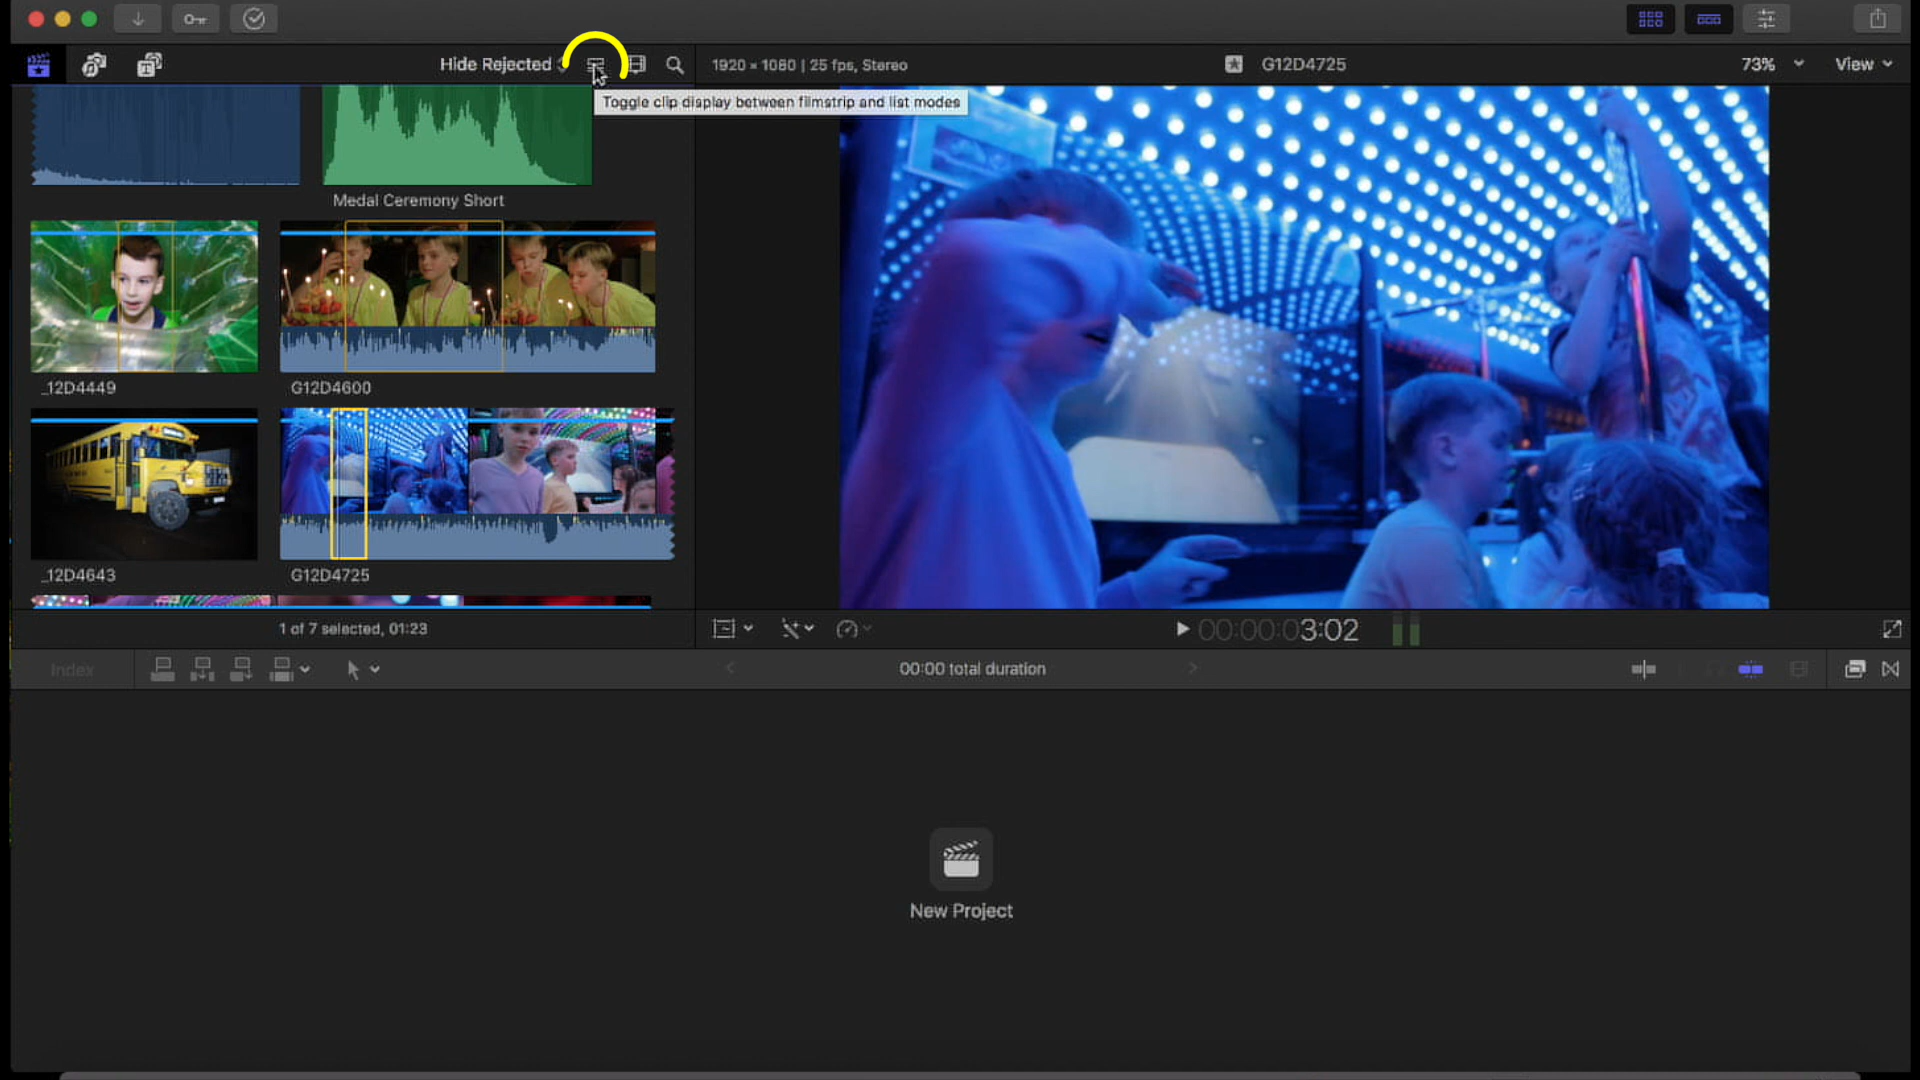 Hide Rejected
1920 × 1080 | 25 fps, Stereo
G12D4725
73%
View
Toggle clip display between filmstrip and list modes
Medal Ceremony Short
_12D4449
G12D4600
_12D4643
G12D4725
1 of 7 selected, 01:23
00:00:03:02
Index
00:00 total duration
New Project